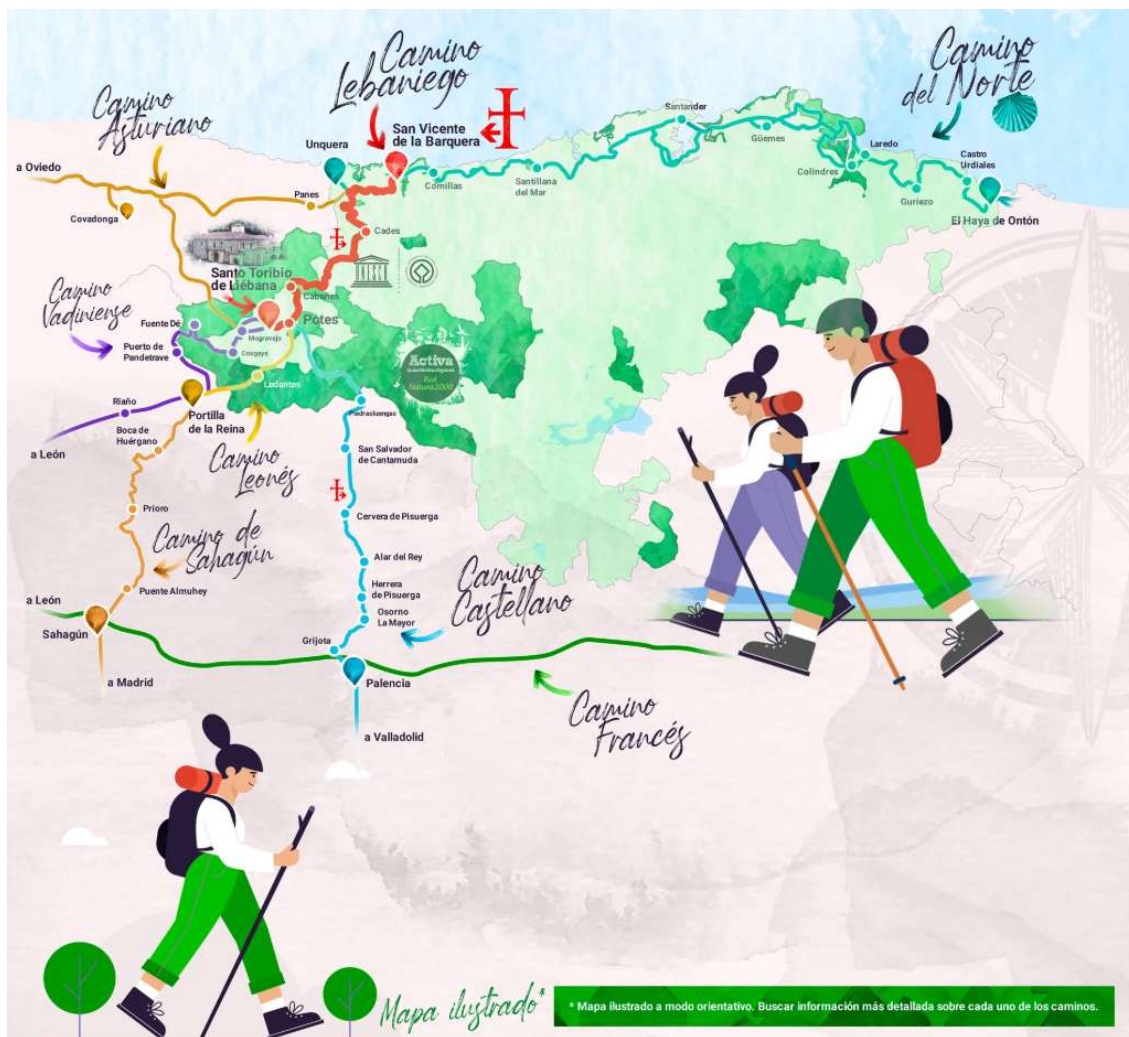 Camino
Lebaniego
Camino
del Norte
Camino
Asturiano
San Vicente
de la Barquera
Unquera
Santander
Güemes
Laredo
Colindres
Castro
Urdiales
Guriezo
El Haya de Ontón
Comillas
Santillana
del Mar
a Oviedo
Panes
Covadonga
Cades
Santo Toribio
de Liébana
Cabañes
Camino
Vadiniense
Fuente Dé
Mogrovejo
Potes
Puerto de
Pandetrave
Cosgaya
Activa
Red
Natura2000
Riaño
Portilla
de la Reina
Piedrasluengas
Boca de
Huérgano
a León
Camino
Leonés
San Salvador
de Cantamuda
Prioro
Cervera de Pisuerga
Camino de
Sahagún
Alar del Rey
Puente Almuhey
Herrera
de Pisuerga
Camino
Castellano
a León
Osorno
La Mayor
Sahagún
Grijota
a Madrid
Palencia
a Valladolid
Camino
Francés
Mapa ilustrado*
* Mapa ilustrado a modo orientativo. Buscar información más detallada sobre cada uno de los caminos.